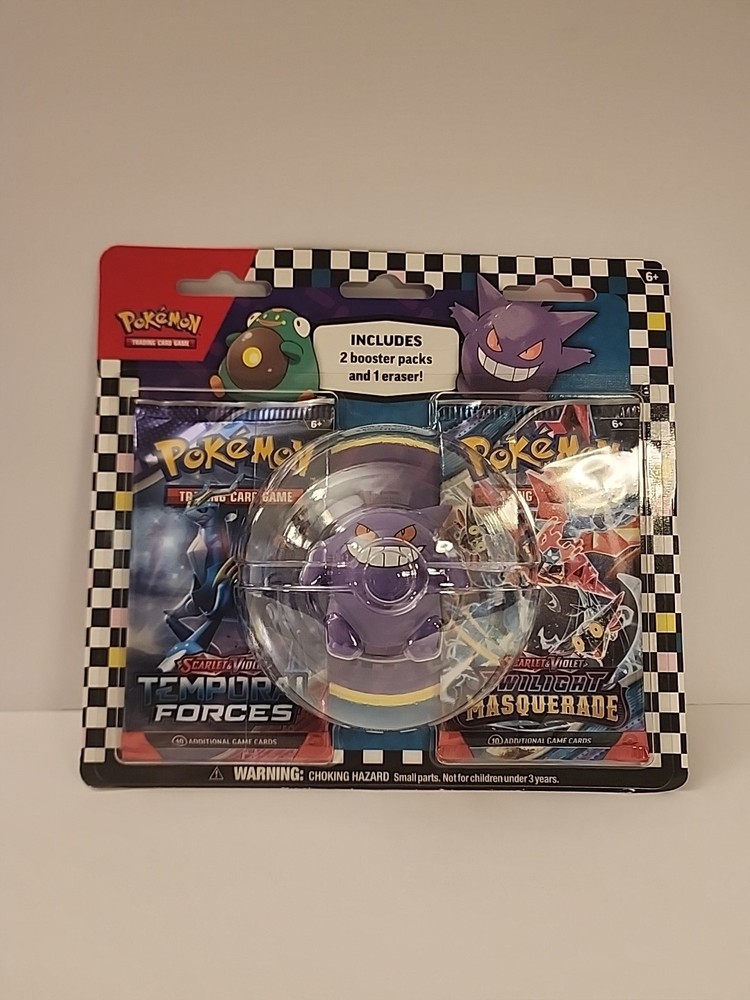 6+
Pokémon
TRADING CARD GAME
INCLUDES
2 booster packs
and 1 eraser!
6+
Pokémon
TRADING CARD GAME
SCARLET & VIOLET
TEMPORAL
FORCES
10 ADDITIONAL GAME CARDS
6+
Pokémon
SCARLET & VIOLET
TWILIGHT
MASQUERADE
10 ADDITIONAL GAME CARDS
WARNING: CHOKING HAZARD Small parts. Not for children under 3 years.